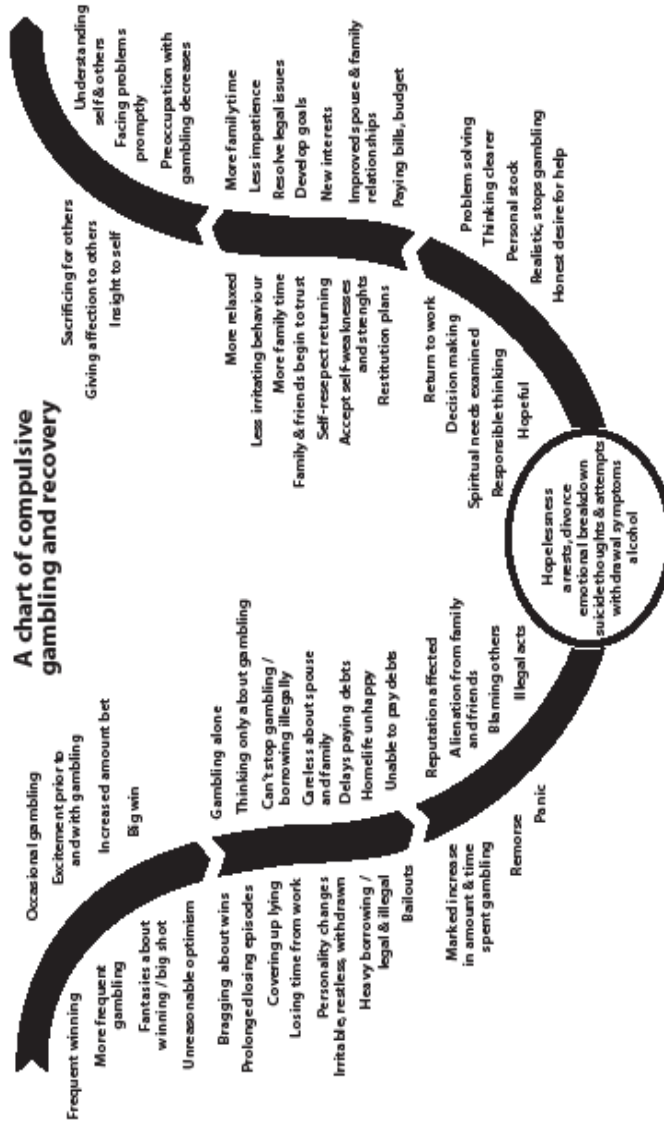 A chart of compulsive
gambling and recovery
Occasional gambling
Excitement prior to
and with gambling
Increased amount bet
Big win
Frequent winning
More frequent
gambling
Fantasies about
winning / big shot
Unreasonable optimism
Gambling alone
Thinking only about gambling
Can't stop gambling /
borrowing illegally
Careless about spouse
and family
Delays paying debts
Homelife unhappy
Unable to pay debts
Bragging about wins
Prolonged losing episodes
Covering up lying
Losing time from work
Personality changes
Irritable, restless, withdrawn
Heavy borrowing /
legal & illegal
Bailouts
Reputation affected
Alienation from family
and friends
Blaming others
Illegal acts
Marked increase
in amount & time
spent gambling
Remorse
Panic
Hopelessness
arrests, divorce
emotional breakdown
suicide thoughts & attempts
withdrawal symptoms
alcohol
Return to work
Decision making
Spiritual needs examined
Responsible thinking
Hopeful
Problem solving
Thinking clearer
Personal stock
Realistic, stops gambling
Honest desire for help
More relaxed
Less irritating behaviour
More family time
Family & friends begin to trust
Self-resepect returning
Accept self-weaknesses
and strenghts
Restitution plans
More family time
Less impatience
Resolve legal issues
Develop goals
New interests
Improved spouse & family
relationships
Paying bills, budget
Sacrificing for others
Giving affection to others
Insight to self
Understanding
self & others
Facing problems
promptly
Preoccupation with
gambling decreases